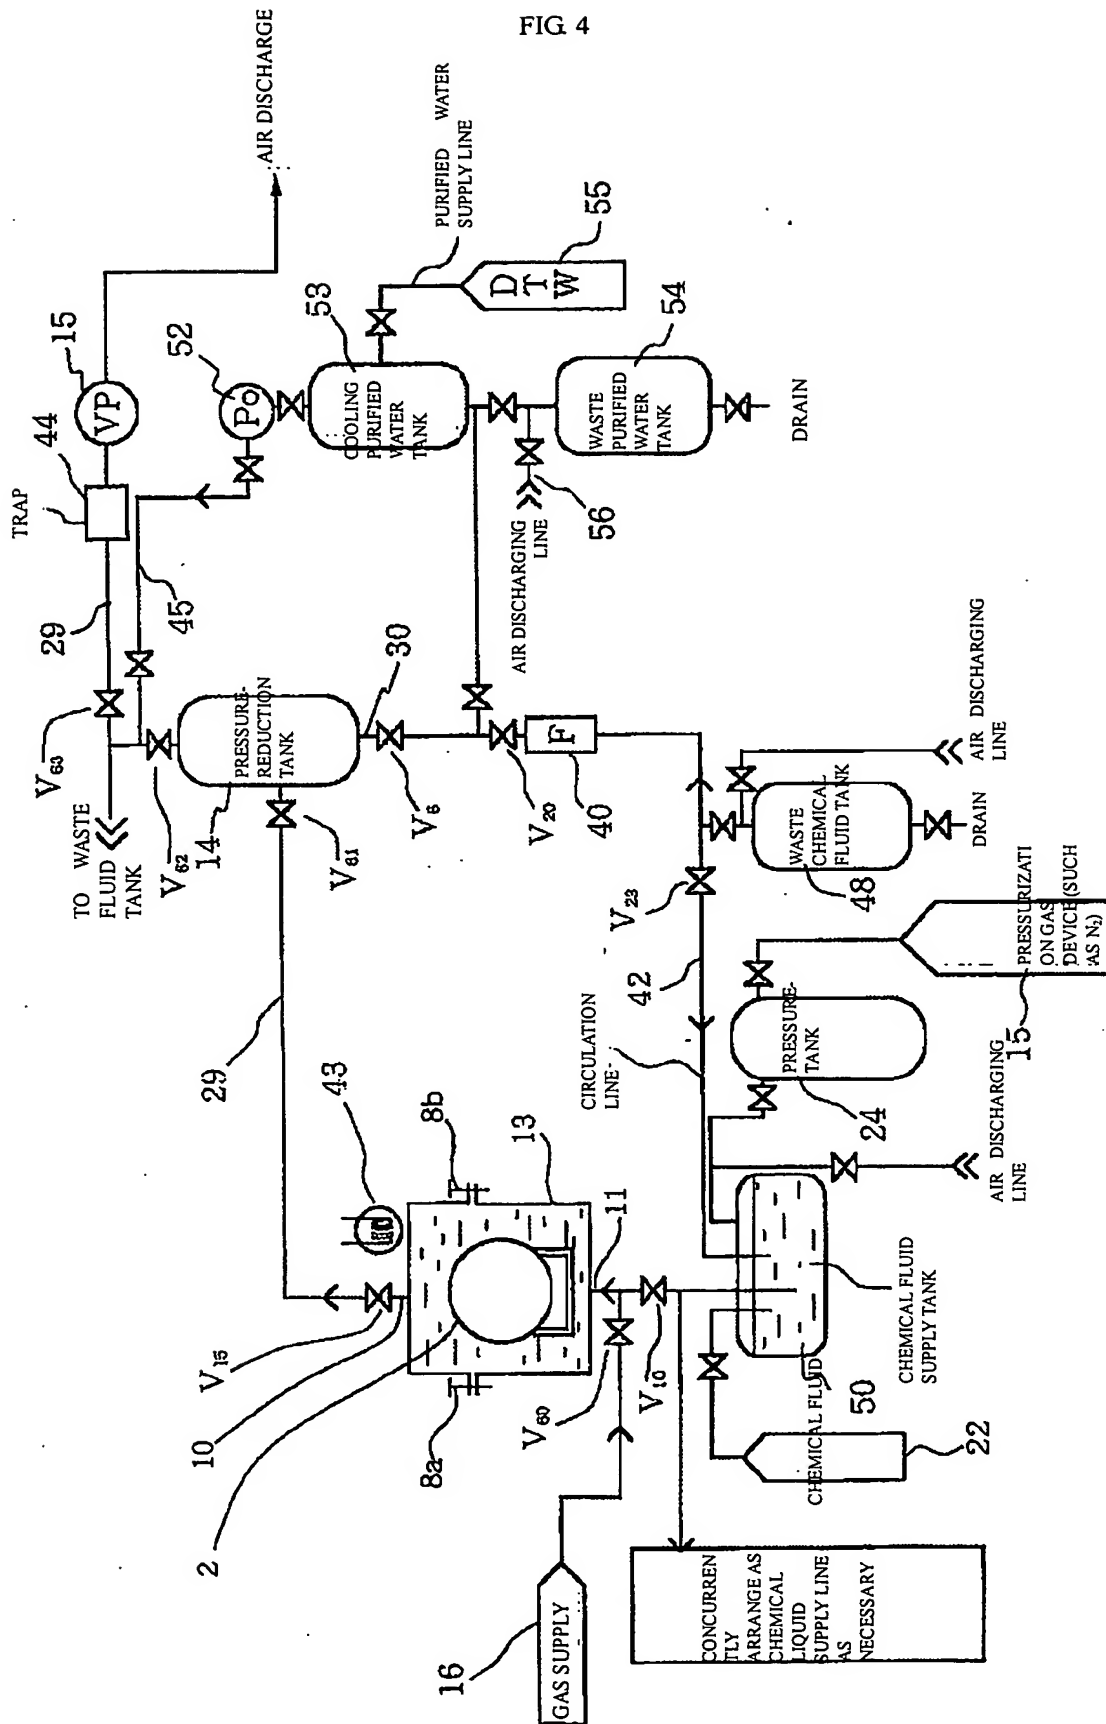 FIG. 4
AIR DISCHARGE
15
VP
44
TRAP
29
V63
TO WASTE
FLUID
TANK
52
Po
45
V62
PURIFIED WATER
SUPPLY LINE
55
D
T
W
53
COOLING
PURIFIED
WATER
TANK
54
WASTE
PURIFIED
WATER
TANK
DRAIN
56
AIR DISCHARGING
LINE
PRESSURE-
REDUCTION
TANK
14
30
V61
V6
V20
F
40
AIR DISCHARGING
LINE
WASTE
CHEMICAL
FLUID TANK
DRAIN
48
V23
42
CIRCULATION
LINE-
PRESSURIZATI
ON GAS
DEVICE (SUCH
AS N₂)
15
PRESSURE-
TANK
24
AIR DISCHARGING
LINE
29
43
8b
13
11
V15
10
2
8a
V60
V10
CHEMICAL FLUID
SUPPLY TANK
50
CHEMICAL FLUID
22
16
GAS SUPPLY
CONCURREN
TLY
ARRANGE AS
CHEMICAL
LIQUID
SUPPLY LINE
AS
NECESSARY